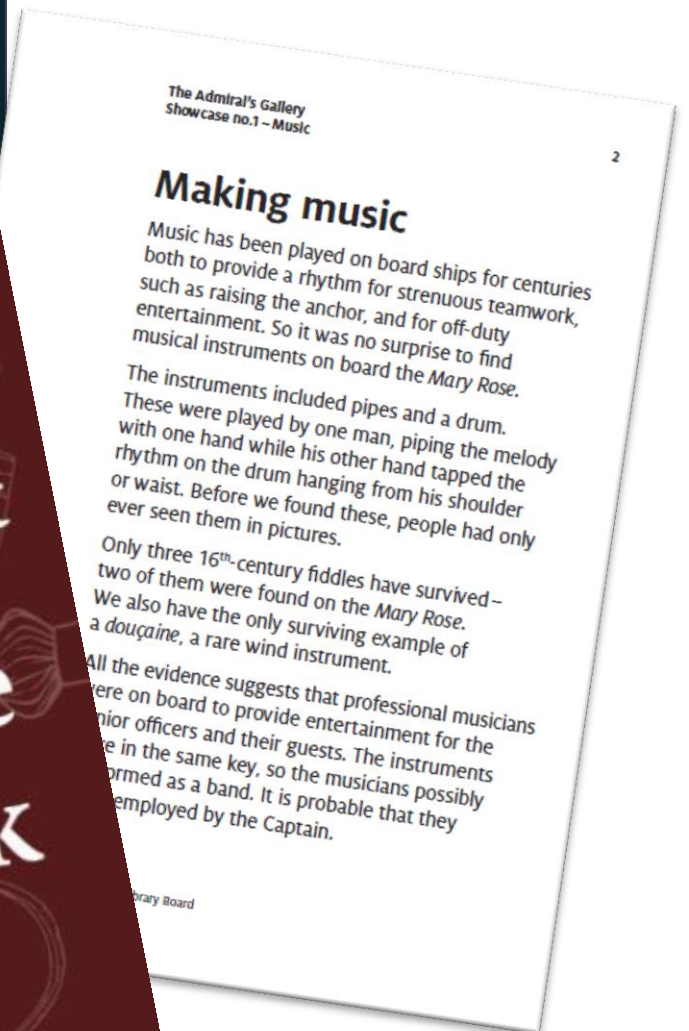 The Admiral's Gallery
Showcase no.1 – Music
2
Making music
Music has been played on board ships for centuries
both to provide a rhythm for strenuous teamwork,
such as raising the anchor, and for off-duty
entertainment. So it was no surprise to find
musical instruments on board the Mary Rose.
The instruments included pipes and a drum.
These were played by one man, piping the melody
with one hand while his other hand tapped the
rhythm on the drum hanging from his shoulder
or waist. Before we found these, people had only
ever seen them in pictures.
Only three 16th-century fiddles have survived –
two of them were found on the Mary Rose.
We also have the only surviving example of
a douçaine, a rare wind instrument.
All the evidence suggests that professional musicians
were on board to provide entertainment for the
officers and their guests. The instruments
in the same key, so the musicians possibly
as a band. It is probable that they
employed by the Captain.
Board
k